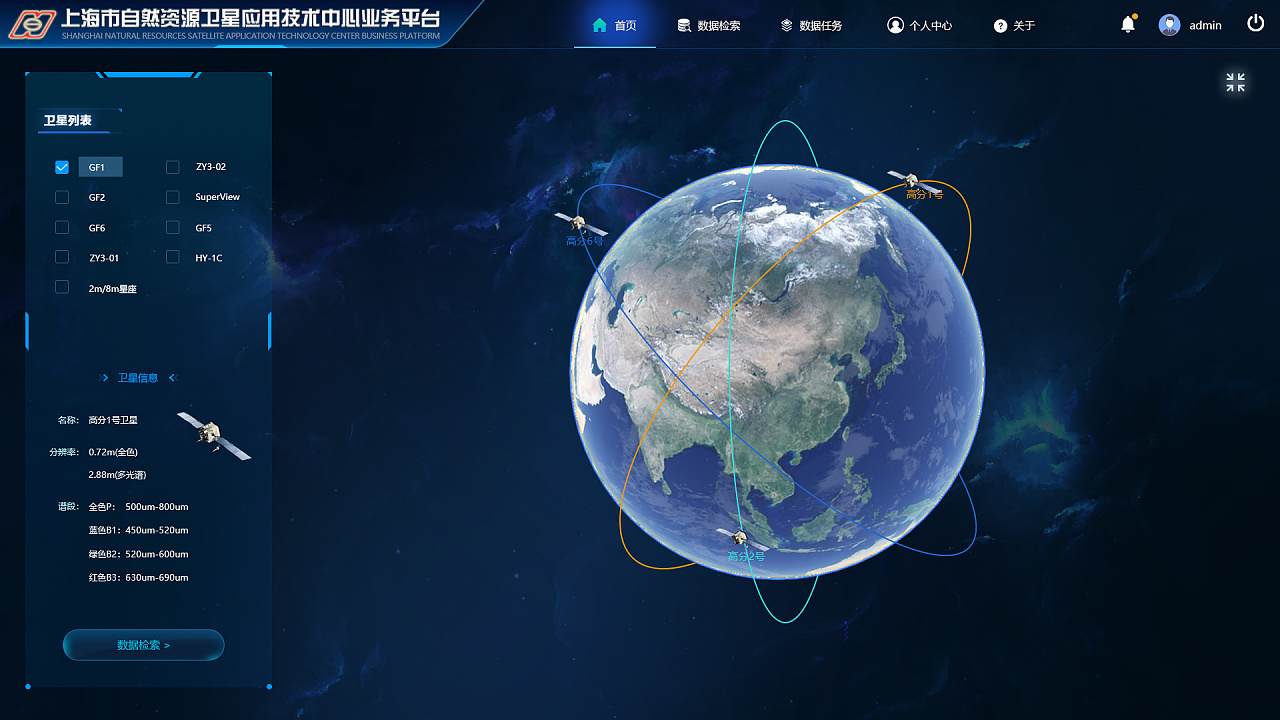 上海市自然资源卫星应用技术中心业务平台
SHANGHAI NATURAL RESOURCES SATELLITE APPLICATION TECHNOLOGY CENTER BUSINESS PLATFORM
首页
数据检索
数据任务
个人中心
? 关于
admin
卫星列表
GF1
ZY3-02
GF2
SuperView
GF6
GF5
ZY3-01
HY-1C
2m/8m星座
卫星信息
名称: 高分1号卫星
分辨率: 0.72m(全色)
2.88m(多光谱)
谱段: 全色P: 500um-800um
蓝色B1: 450um-520um
绿色B2: 520um-600um
红色B3: 630um-690um
数据检索 >
高分1号
高分6号
高分2号